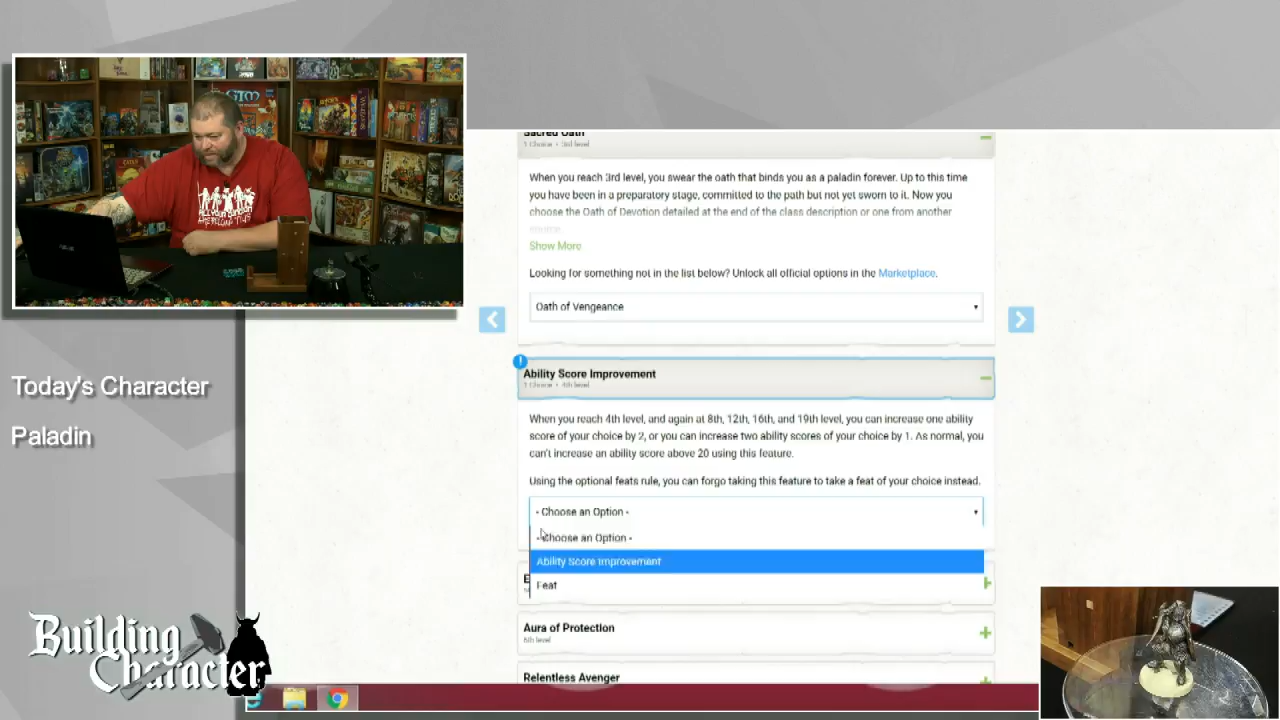 Sacred Oath
1 Choice • 3rd level
When you reach 3rd level, you swear the oath that binds you as a paladin forever. Up to this time
you have been in a preparatory stage, committed to the path but not yet sworn to it. Now you
choose the Oath of Devotion detailed at the end of the class description or one from another
source.
Show More
Looking for something not in the list below? Unlock all official options in the Marketplace.
Oath of Vengeance
Ability Score Improvement
1 Choice • 4th level
When you reach 4th level, and again at 8th, 12th, 16th, and 19th level, you can increase one ability
score of your choice by 2, or you can increase two ability scores of your choice by 1. As normal, you
can't increase an ability score above 20 using this feature.
Using the optional feats rule, you can forgo taking this feature to take a feat of your choice instead.
- Choose an Option -
- Choose an Option -
Ability Score Improvement
Feat
E
Aura of Protection
6th level
Relentless Avenger
Today's Character
Paladin
Building
Character